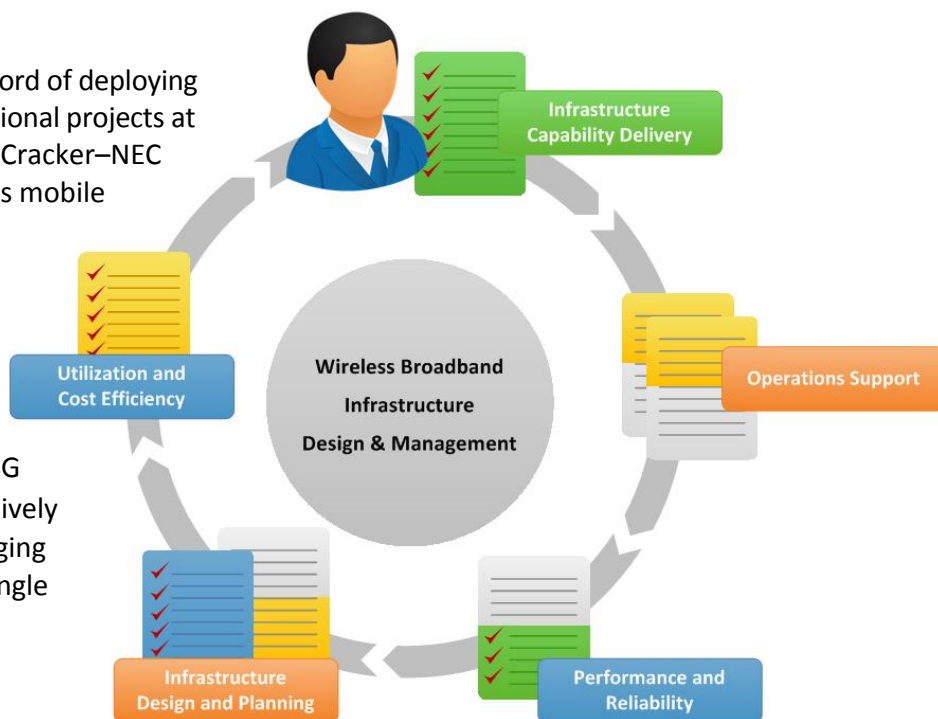 ord of deploying
ional projects at
Cracker–NEC
s mobile
G
ively
ging
ngle
Infrastructure
Capability Delivery
Operations Support
Performance and
Reliability
Infrastructure
Design and Planning
Utilization and
Cost Efficiency
Wireless Broadband
Infrastructure
Design & Management